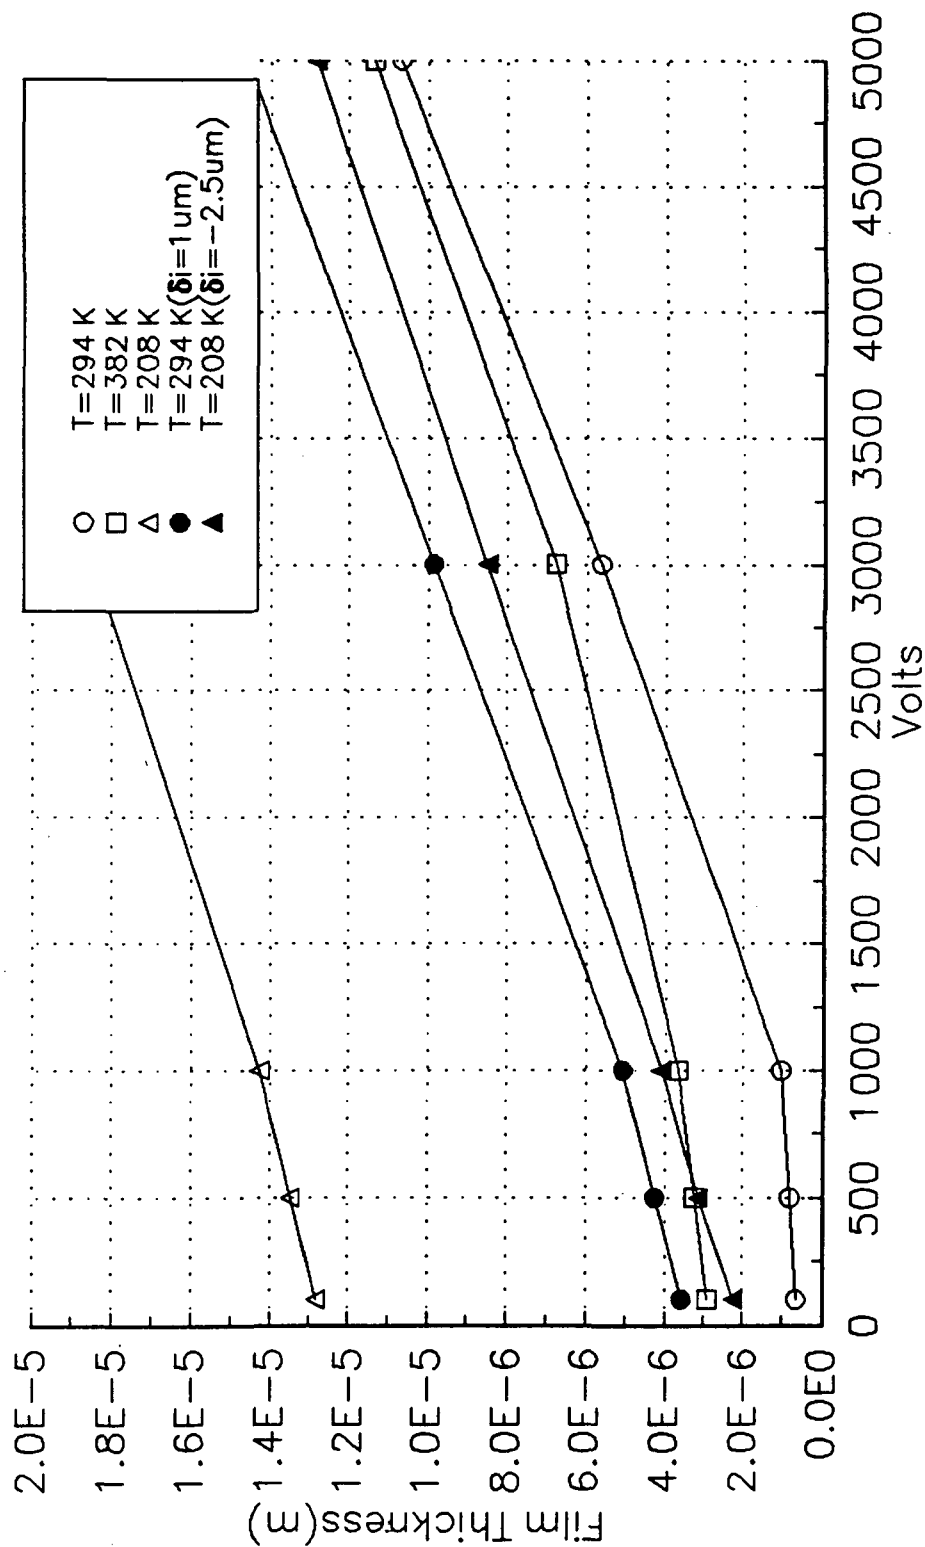 Film Thickrress(m)
2.0E-5
1.8E-5
1.6E-5
1.4E-5
1.2E-5
1.0E-5
8.0E-6
6.0E-6
4.0E-6
2.0E-6
0.0E0
T=294 K
T=382 K
T=208 K
T=294 K(δi=1um)
T=208 K(δi=-2.5um)
0 500 1000 1500 2000 2500 3000 3500 4000 4500 5000
Volts